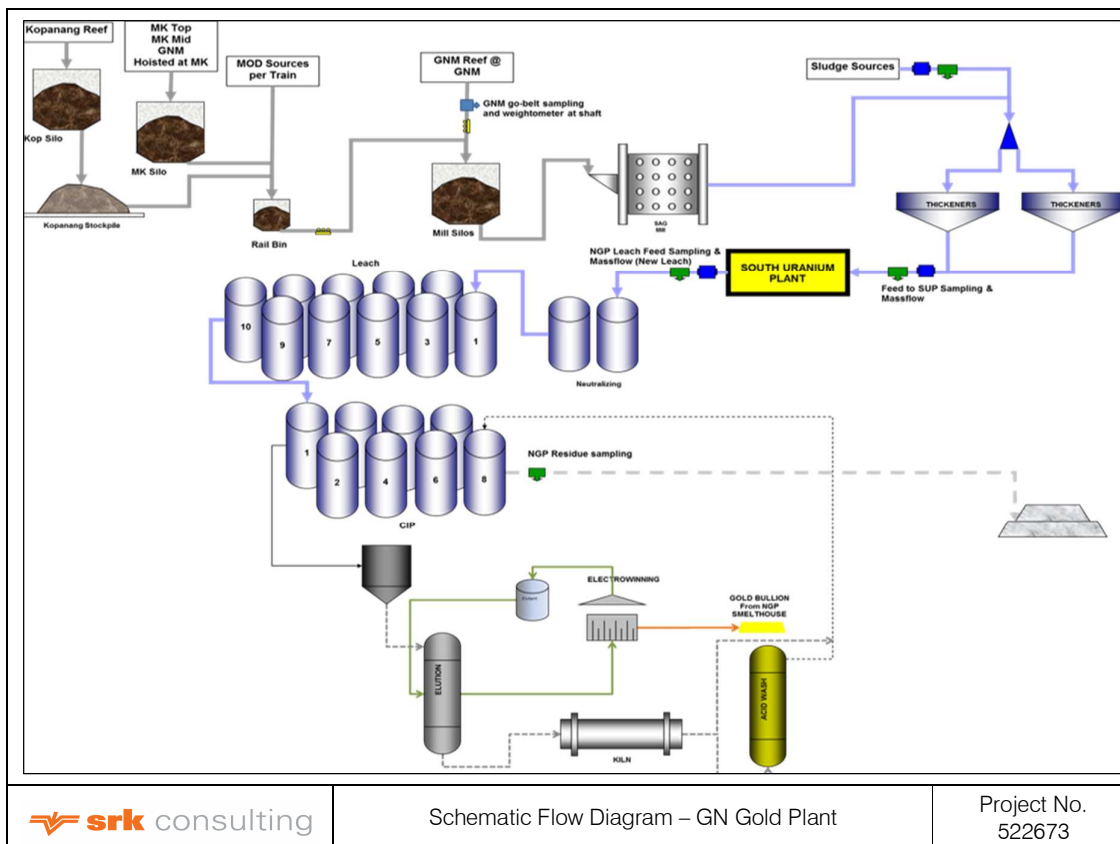 Kopanang Reef
MK Top
MK Mid
GNM
Hoisted at MK
MOD Sources
per Train
GNM Reef @
GNM
Sludge Sources
GNM go-belt sampling
and weightometer at shaft
Kop Silo
MK Silo
Kopanang Stockpile
Rail Bin
Mill Silos
SAG
Mill
THICKENERS
THICKENERS
NGP Leach Feed Sampling &
Massflow (New Leach)
SOUTH URANIUM
PLANT
Feed to SUP Sampling &
Massflow
Leach
10
9
7
5
3
1
Neutralizing
1
2
4
6
8
CIP
NGP Residue sampling
ELECTROWINNING
GOLD BULLION
From NGP
SMELTHOUSE
ELUTION
ACID WASH
KILN
srk consulting
Schematic Flow Diagram – GN Gold Plant
Project No.
522673